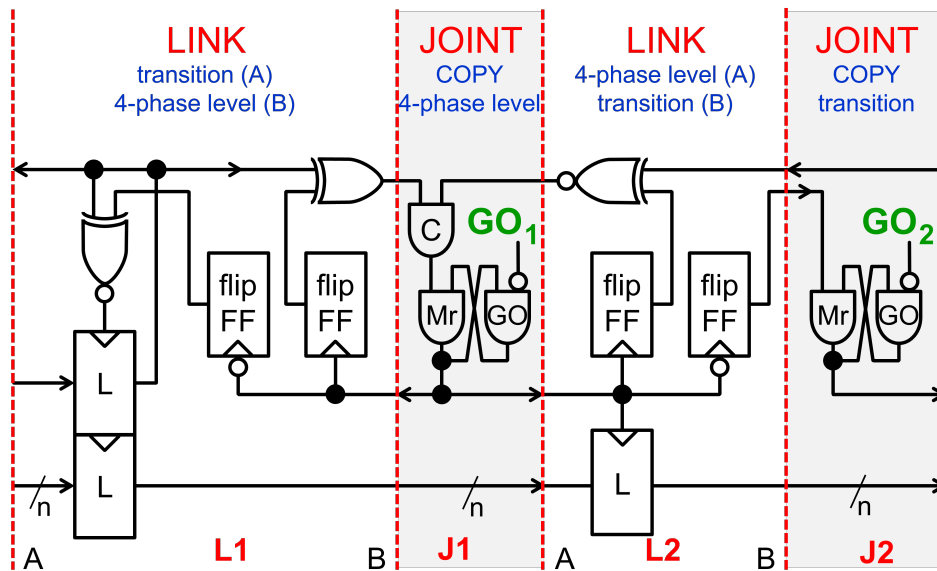 LINK
transition (A)
4-phase level (B)
JOINT
COPY
4-phase level
LINK
4-phase level (A)
transition (B)
JOINT
COPY
transition
C
GO1
GO2
flip
FF
flip
FF
Mr
GO
flip
FF
flip
FF
Mr
GO
L
L
n
n
L
n
A
L1
B
J1
A
L2
B
J2